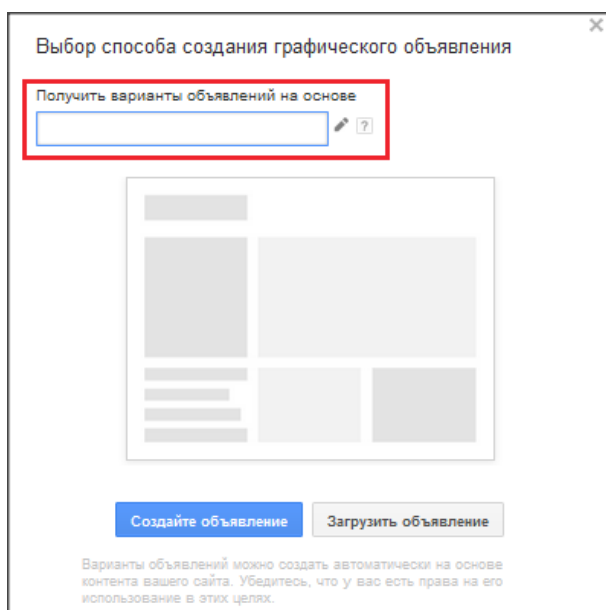 Выбор способа создания графического объявления
Получить варианты объявлений на основе
?
Создайте объявление
Загрузить объявление
Варианты объявлений можно создать автоматически на основе
контента вашего сайта. Убедитесь, что у вас есть права на его
использование в этих целях.